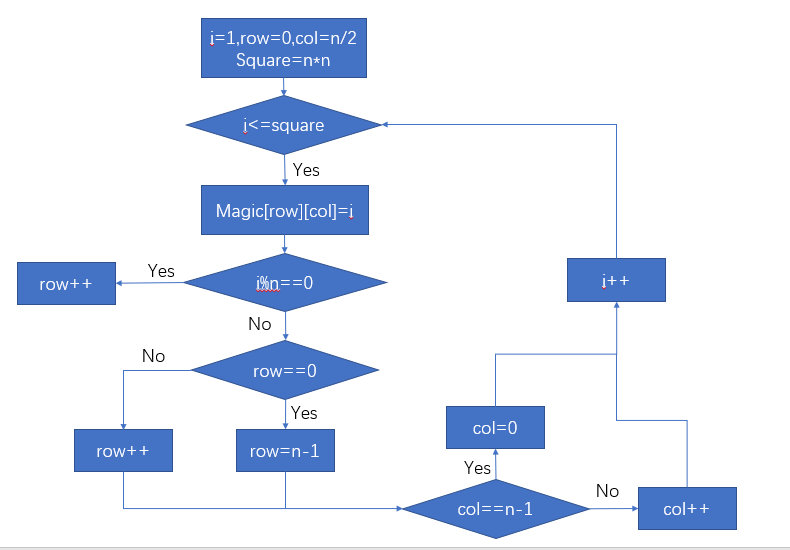 i=1,row=0,col=n/2
Square=n*n
i<=square
Yes
Magic[row][col]=i
Yes
row++
i%n==0
i++
No
No
row==0
Yes
col=0
row++
row=n-1
Yes
No
col==n-1
col++